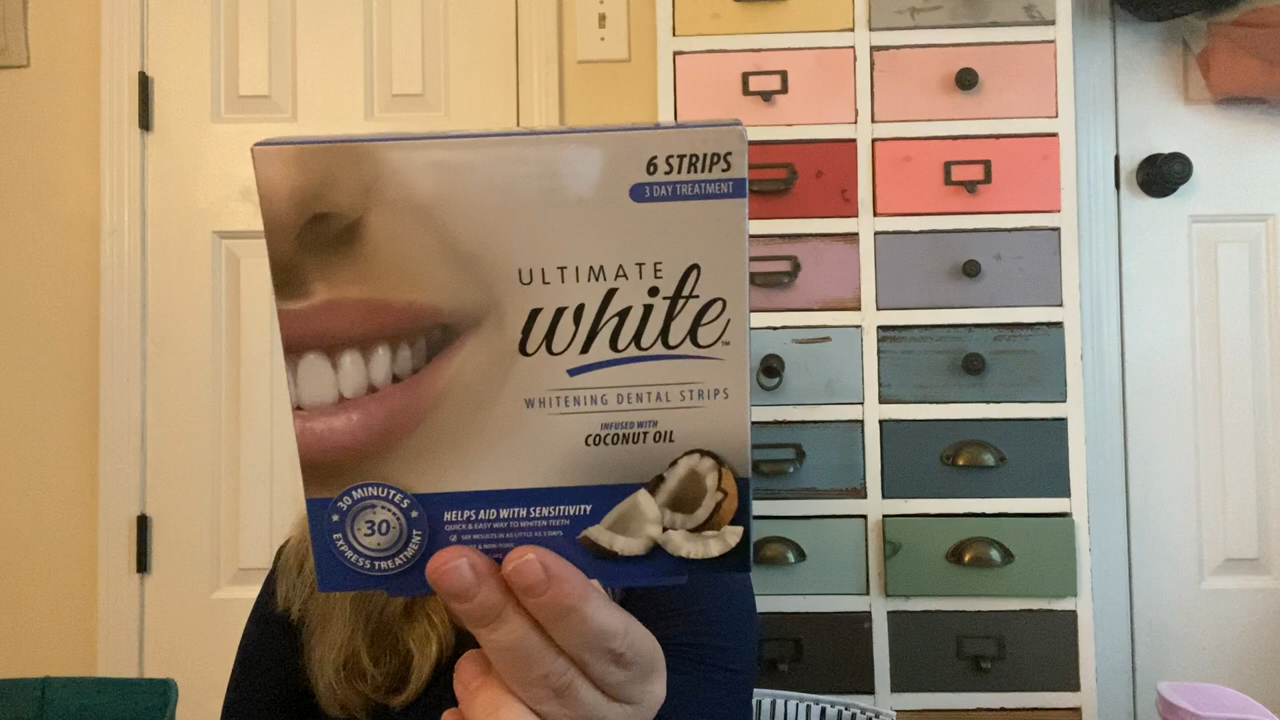 6 STRIPS
3 DAY TREATMENT
ULTIMATE
white™
WHITENING DENTAL STRIPS
INFUSED WITH
COCONUT OIL
30 MINUTES
30
EXPRESS TREATMENT
HELPS AID WITH SENSITIVITY
QUICK & EASY WAY TO WHITEN TEETH
SEE RESULTS IN AS LITTLE AS 3 DAYS